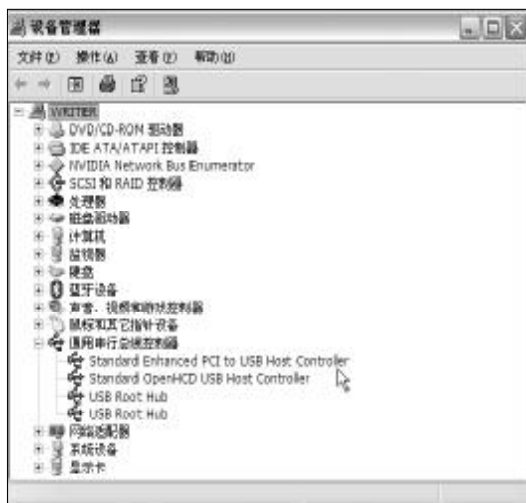 设备管理器
文件(F) 操作(A) 查看(V) 帮助(H)
WRITER
DVD/CD-ROM 驱动器
IDE ATA/ATAPI 控制器
NVIDIA Network Bus Enumerator
SCSI 和 RAID 控制器
处理器
磁盘驱动器
计算机
监视器
键盘
蓝牙设备
声音、视频和游戏控制器
鼠标和其它指针设备
通用串行总线控制器
Standard Enhanced PCI to USB Host Controller
Standard OpenHCD USB Host Controller
USB Root Hub
USB Root Hub
网络适配器
系统设备
显示卡